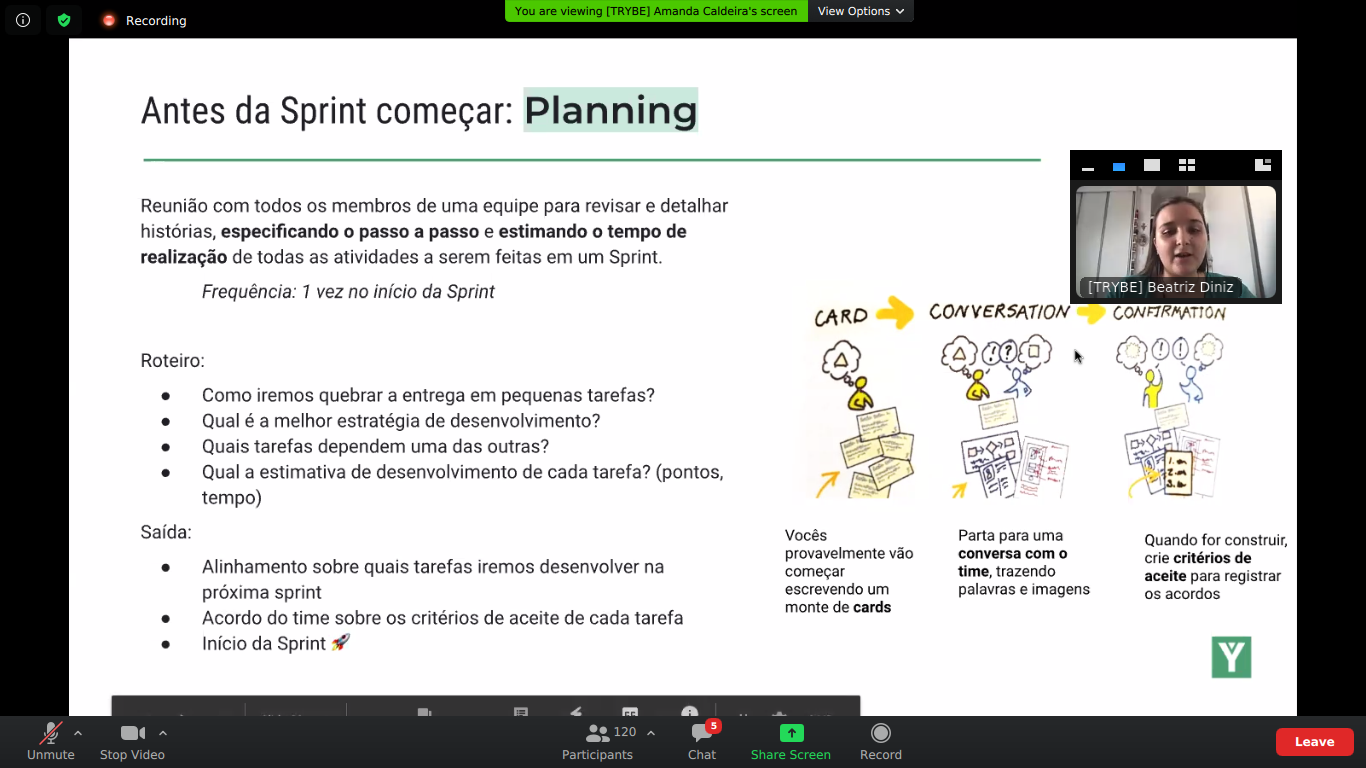 Recording
You are viewing [TRYBE] Amanda Caldeira's screen
View Options
Antes da Sprint começar: Planning
Reunião com todos os membros de uma equipe para revisar e detalhar
histórias, especificando o passo a passo e estimando o tempo de
realização de todas as atividades a serem feitas em um Sprint.
Frequência: 1 vez no início da Sprint
Roteiro:
● Como iremos quebrar a entrega em pequenas tarefas?
● Qual é a melhor estratégia de desenvolvimento?
● Quais tarefas dependem uma das outras?
● Qual a estimativa de desenvolvimento de cada tarefa? (pontos,
tempo)
Saída:
● Alinhamento sobre quais tarefas iremos desenvolver na
próxima sprint
● Acordo do time sobre os critérios de aceite de cada tarefa
● Início da Sprint 🚀
[TRYBE] Beatriz Diniz
CARD
CONVERSATION
CONFIRMATION
Vocês
provavelmente vão
começar
escrevendo um
monte de cards
Parta para uma
conversa com o
time, trazendo
palavras e imagens
Quando for construir,
crie critérios de
aceite para registrar
os acordos
Unmute
Stop Video
120
Participants
5
Chat
Share Screen
Record
Leave